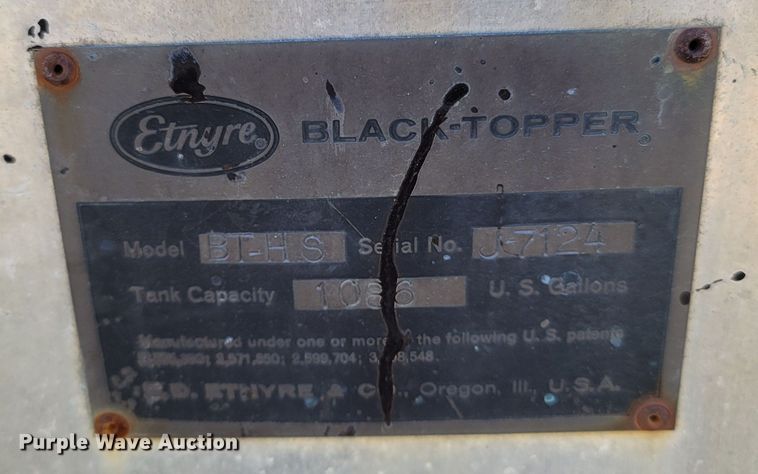 Etnyre® BLACK-TOPPER®
Model BT-HS Serial No. J-7124
Tank Capacity 1086 U. S. Gallons
Manufactured under one or more of the following U. S. patents
2,571,850; 2,599,704;
E.D. ETNYRE & CO., Oregon, Ill., U.S.A.
Purple Wave Auction